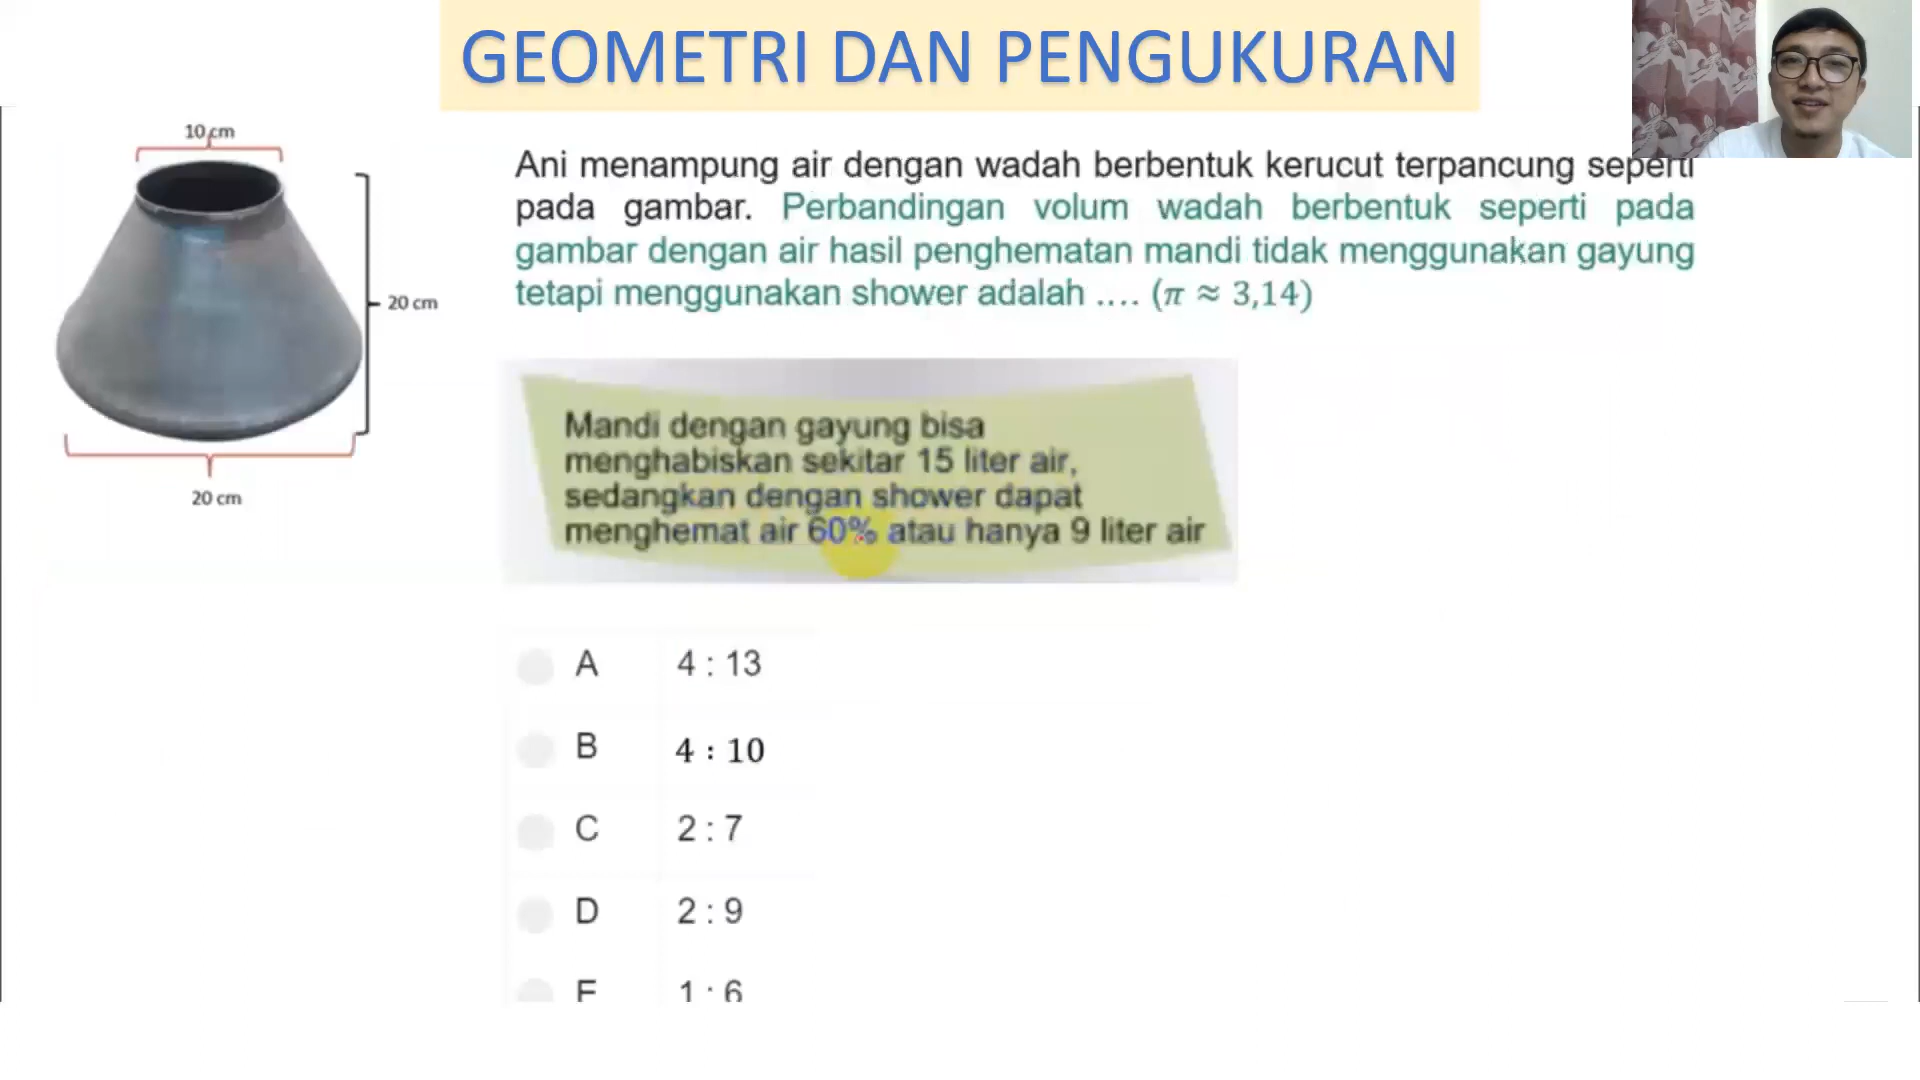 GEOMETRI DAN PENGUKURAN
10 cm
20 cm
20 cm
Ani menampung air dengan wadah berbentuk kerucut terpancung seperti
pada gambar. Perbandingan volum wadah berbentuk seperti pada
gambar dengan air hasil penghematan mandi tidak menggunakan gayung
tetapi menggunakan shower adalah .... (π ≈ 3,14)
Mandi dengan gayung bisa
menghabiskan sekitar 15 liter air,
sedangkan dengan shower dapat
menghemat air 60% atau hanya 9 liter air
A 4 : 13
B 4 : 10
C 2 : 7
D 2 : 9
E 1 : 6